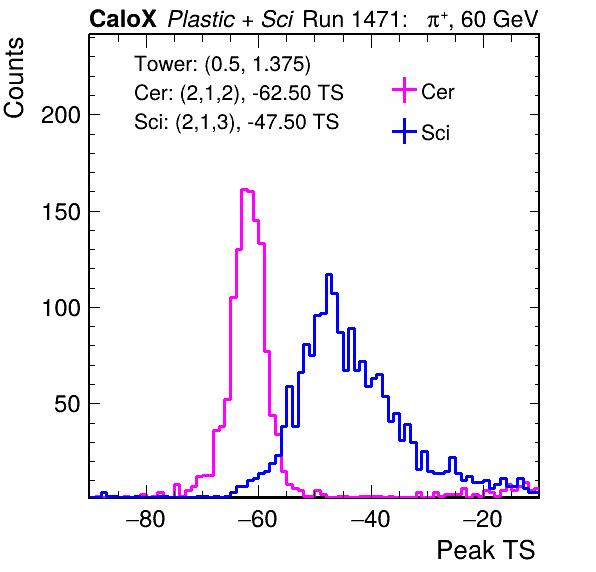 CaloX Plastic + Sci Run 1471: π⁺, 60 GeV
Counts
Tower: (0.5, 1.375)
Cer: (2,1,2), -62.50 TS
Sci: (2,1,3), -47.50 TS
Cer
Sci
200
150
100
50
−80 −60 −40 −20
Peak TS